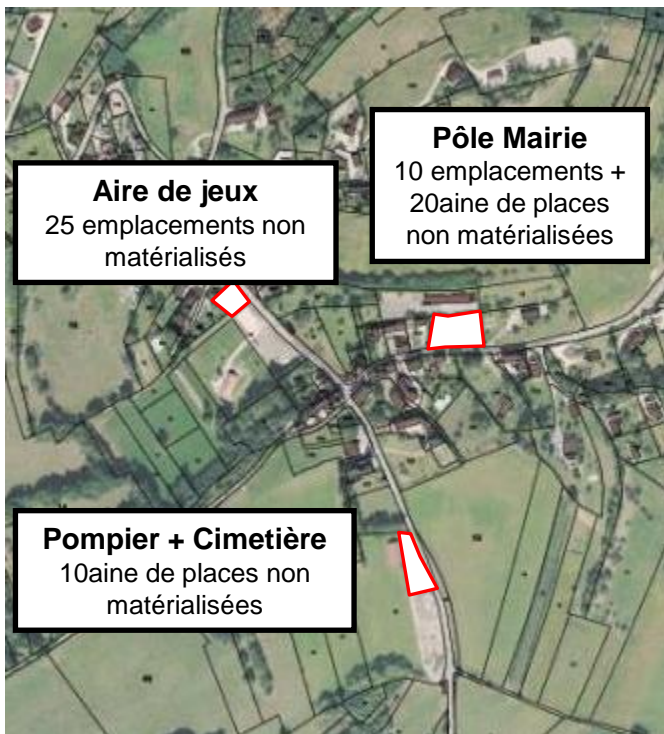 Pôle Mairie
10 emplacements +
20aine de places
non matérialisées
Aire de jeux
25 emplacements non
matérialisés
Pompier + Cimetière
10aine de places non
matérialisées